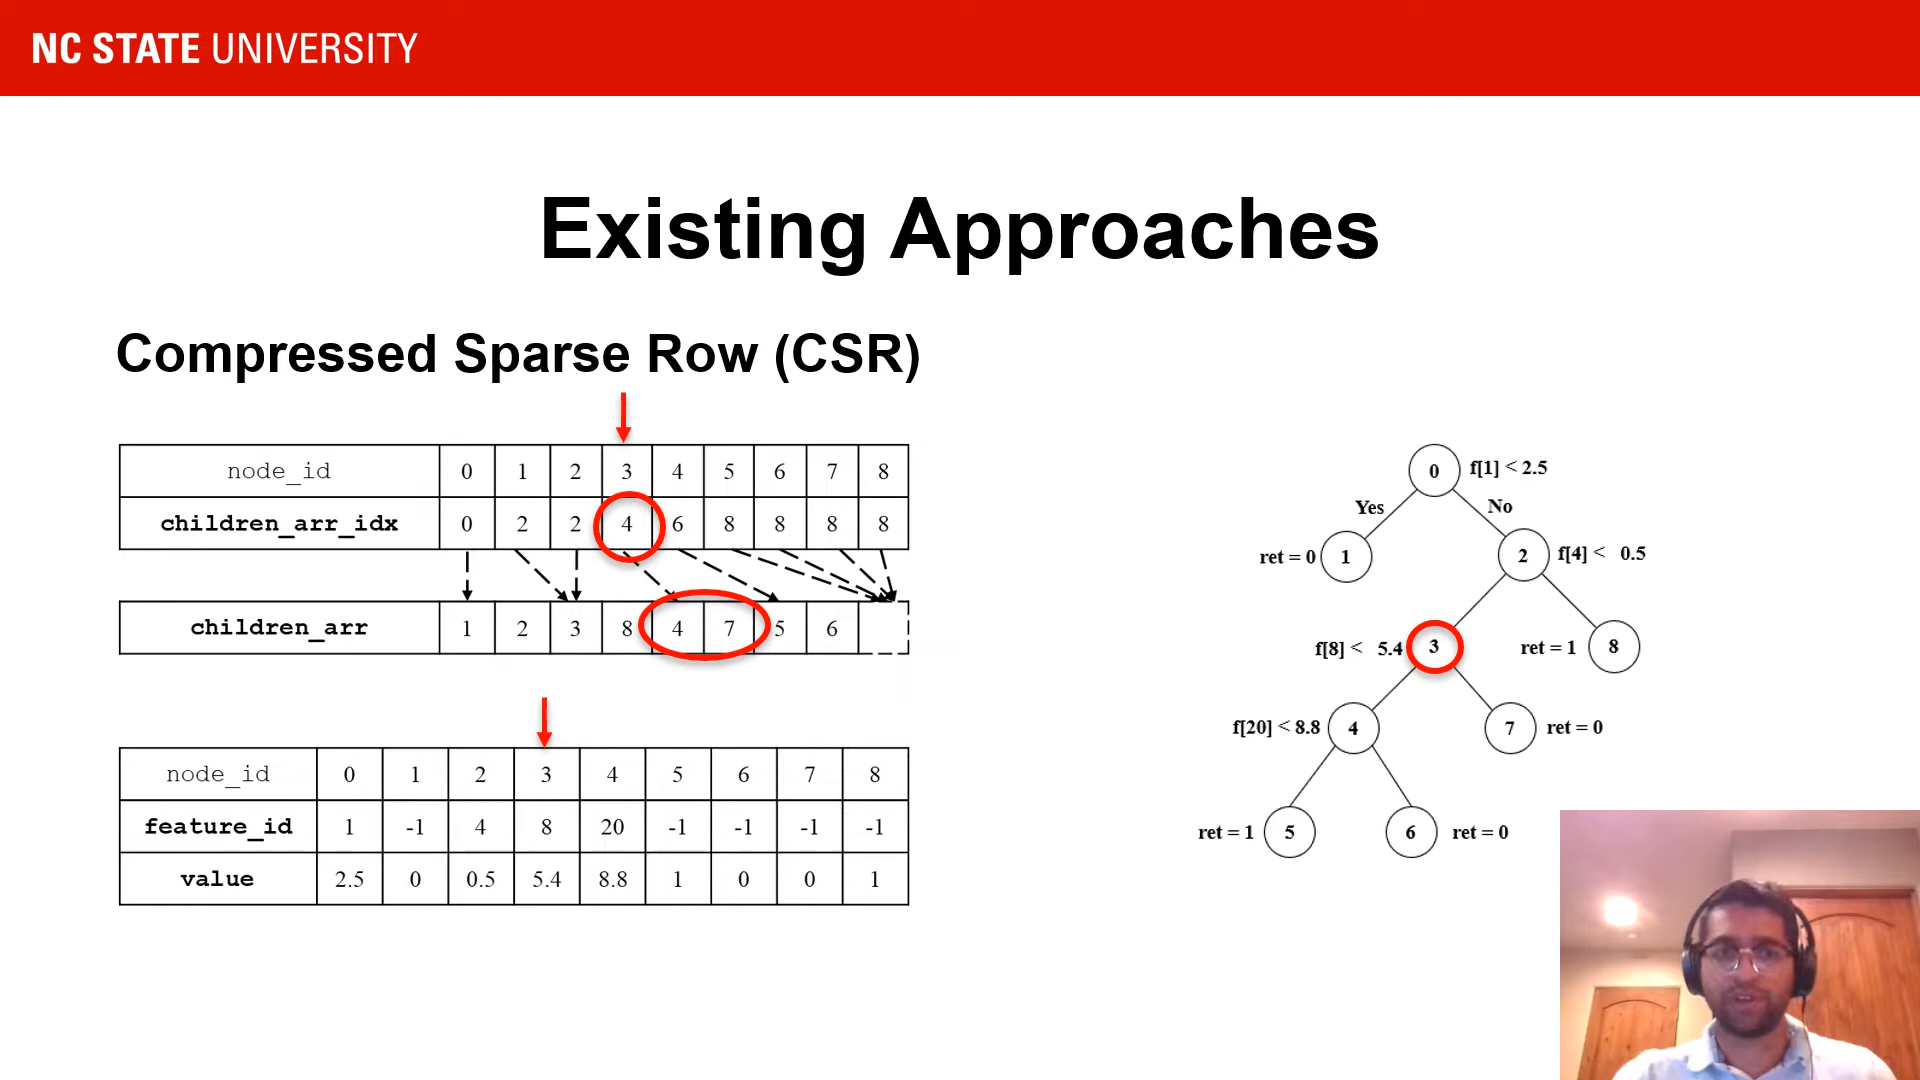 NC STATE UNIVERSITY
Existing Approaches
Compressed Sparse Row (CSR)
node_id 0 1 2 3 4 5 6 7 8
children_arr_idx 0 2 2 4 6 8 8 8 8
children_arr 1 2 3 8 4 7 5 6
node_id 0 1 2 3 4 5 6 7 8
feature_id 1 -1 4 8 20 -1 -1 -1 -1
value 2.5 0 0.5 5.4 8.8 1 0 0 1
0 f[1] < 2.5
Yes No
ret = 0 1 2 f[4] < 0.5
f[8] < 5.4 3 ret = 1 8
f[20] < 8.8 4 7 ret = 0
ret = 1 5 6 ret = 0